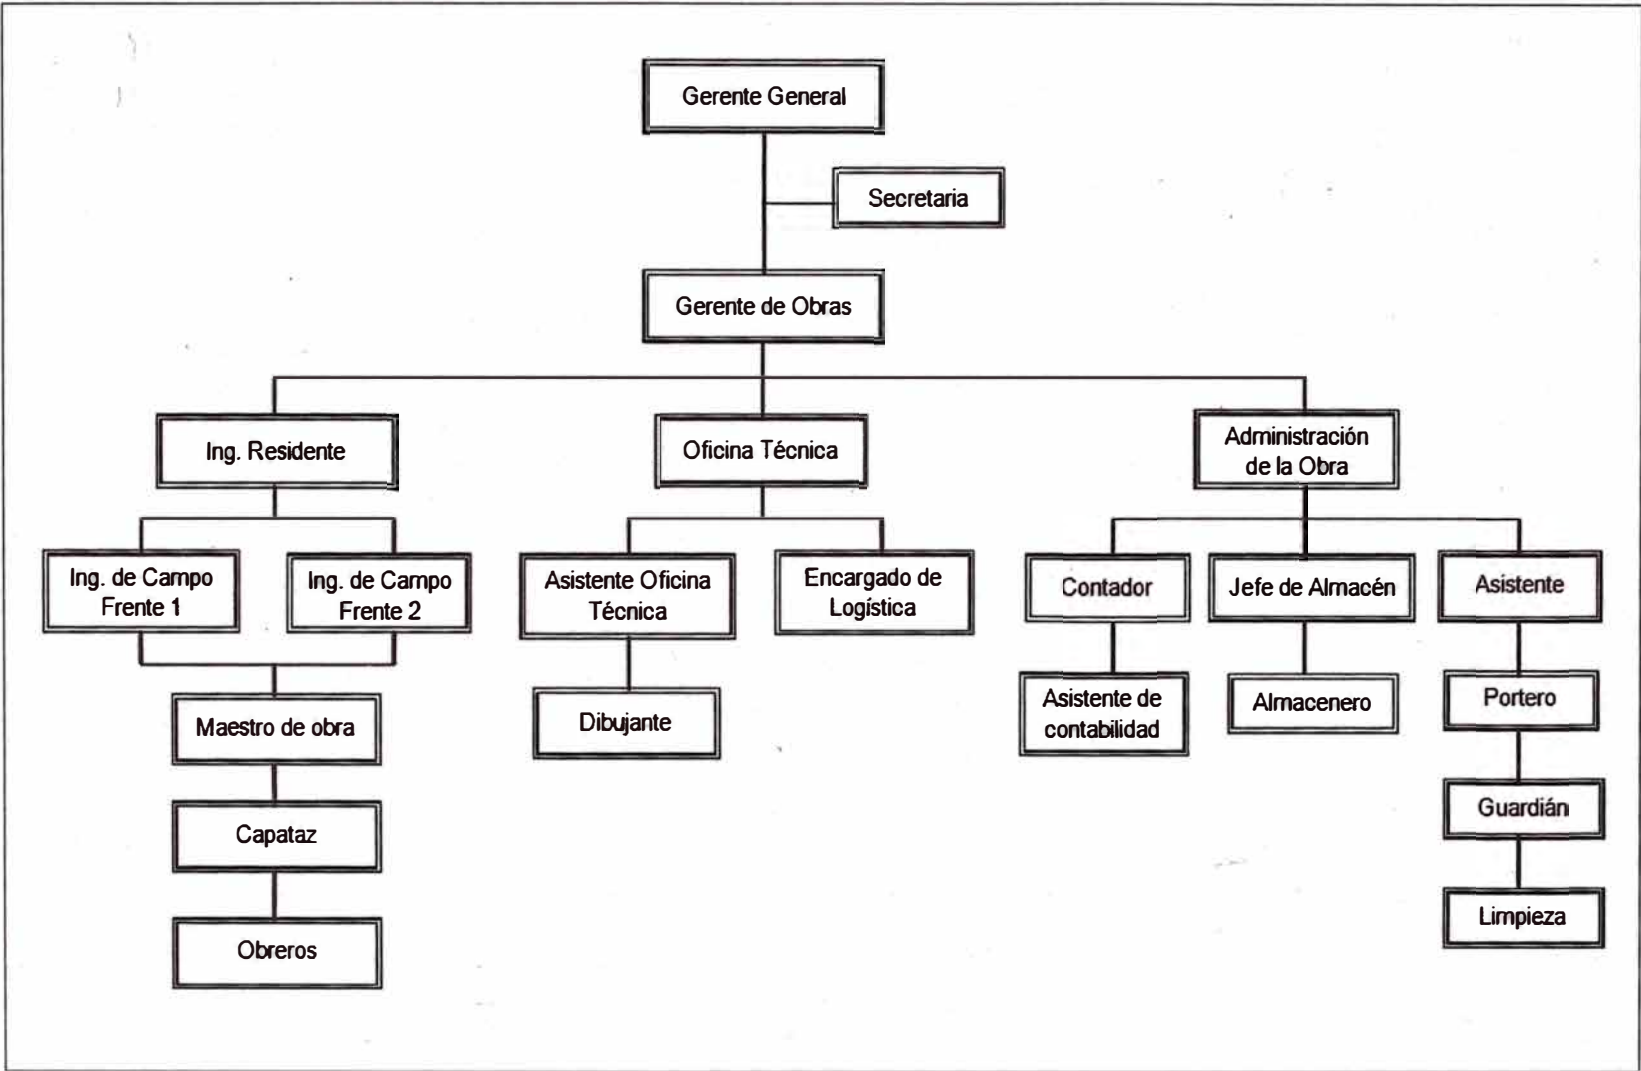 Gerente General
Secretaria
Gerente de Obras
Ing. Residente
Oficina Técnica
Administración
de la Obra
Ing. de Campo
Frente 1
Ing. de Campo
Frente 2
Asistente Oficina
Técnica
Encargado de
Logística
Contador
Jefe de Almacén
Asistente
Maestro de obra
Dibujante
Asistente de
contabilidad
Almacenero
Portero
Capataz
Guardián
Obreros
Limpieza